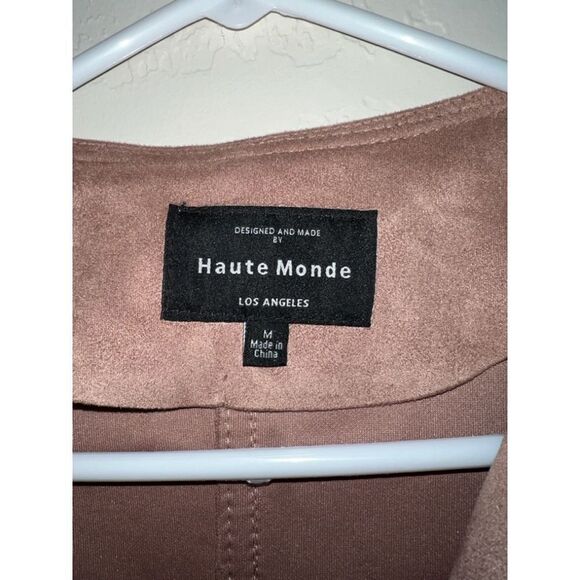 DESIGNED AND MADE
BY
Haute Monde
LOS ANGELES
M
Made in
China